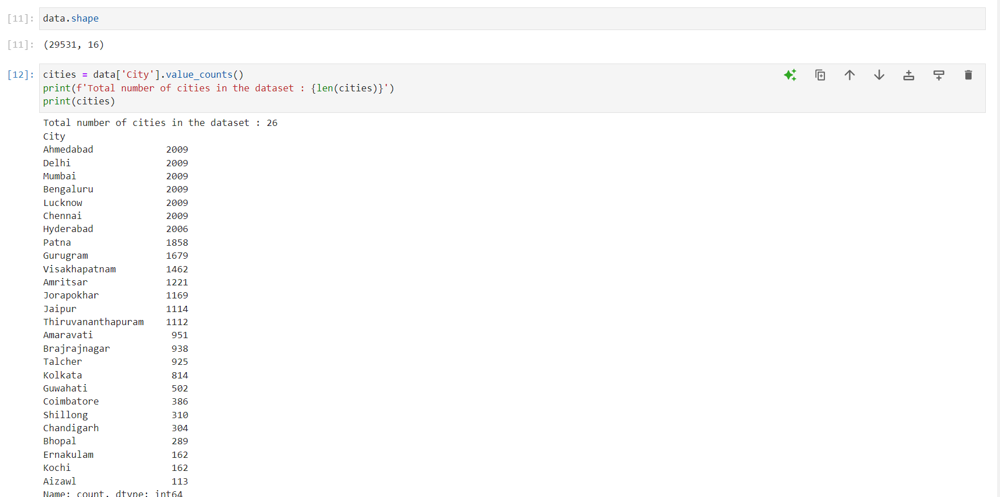 [11]: data.shape
[11]: (29531, 16)
[12]: cities = data['City'].value_counts()
print(f'Total number of cities in the dataset : {len(cities)}')
print(cities)
Total number of cities in the dataset : 26
City
Ahmedabad 2009
Delhi 2009
Mumbai 2009
Bengaluru 2009
Lucknow 2009
Chennai 2009
Hyderabad 2006
Patna 1858
Gurugram 1679
Visakhapatnam 1462
Amritsar 1221
Jorapokhar 1169
Jaipur 1114
Thiruvananthapuram 1112
Amaravati 951
Brajrajnagar 938
Talcher 925
Kolkata 814
Guwahati 502
Coimbatore 386
Shillong 310
Chandigarh 304
Bhopal 289
Ernakulam 162
Kochi 162
Aizawl 113
Name: count, dtype: int64